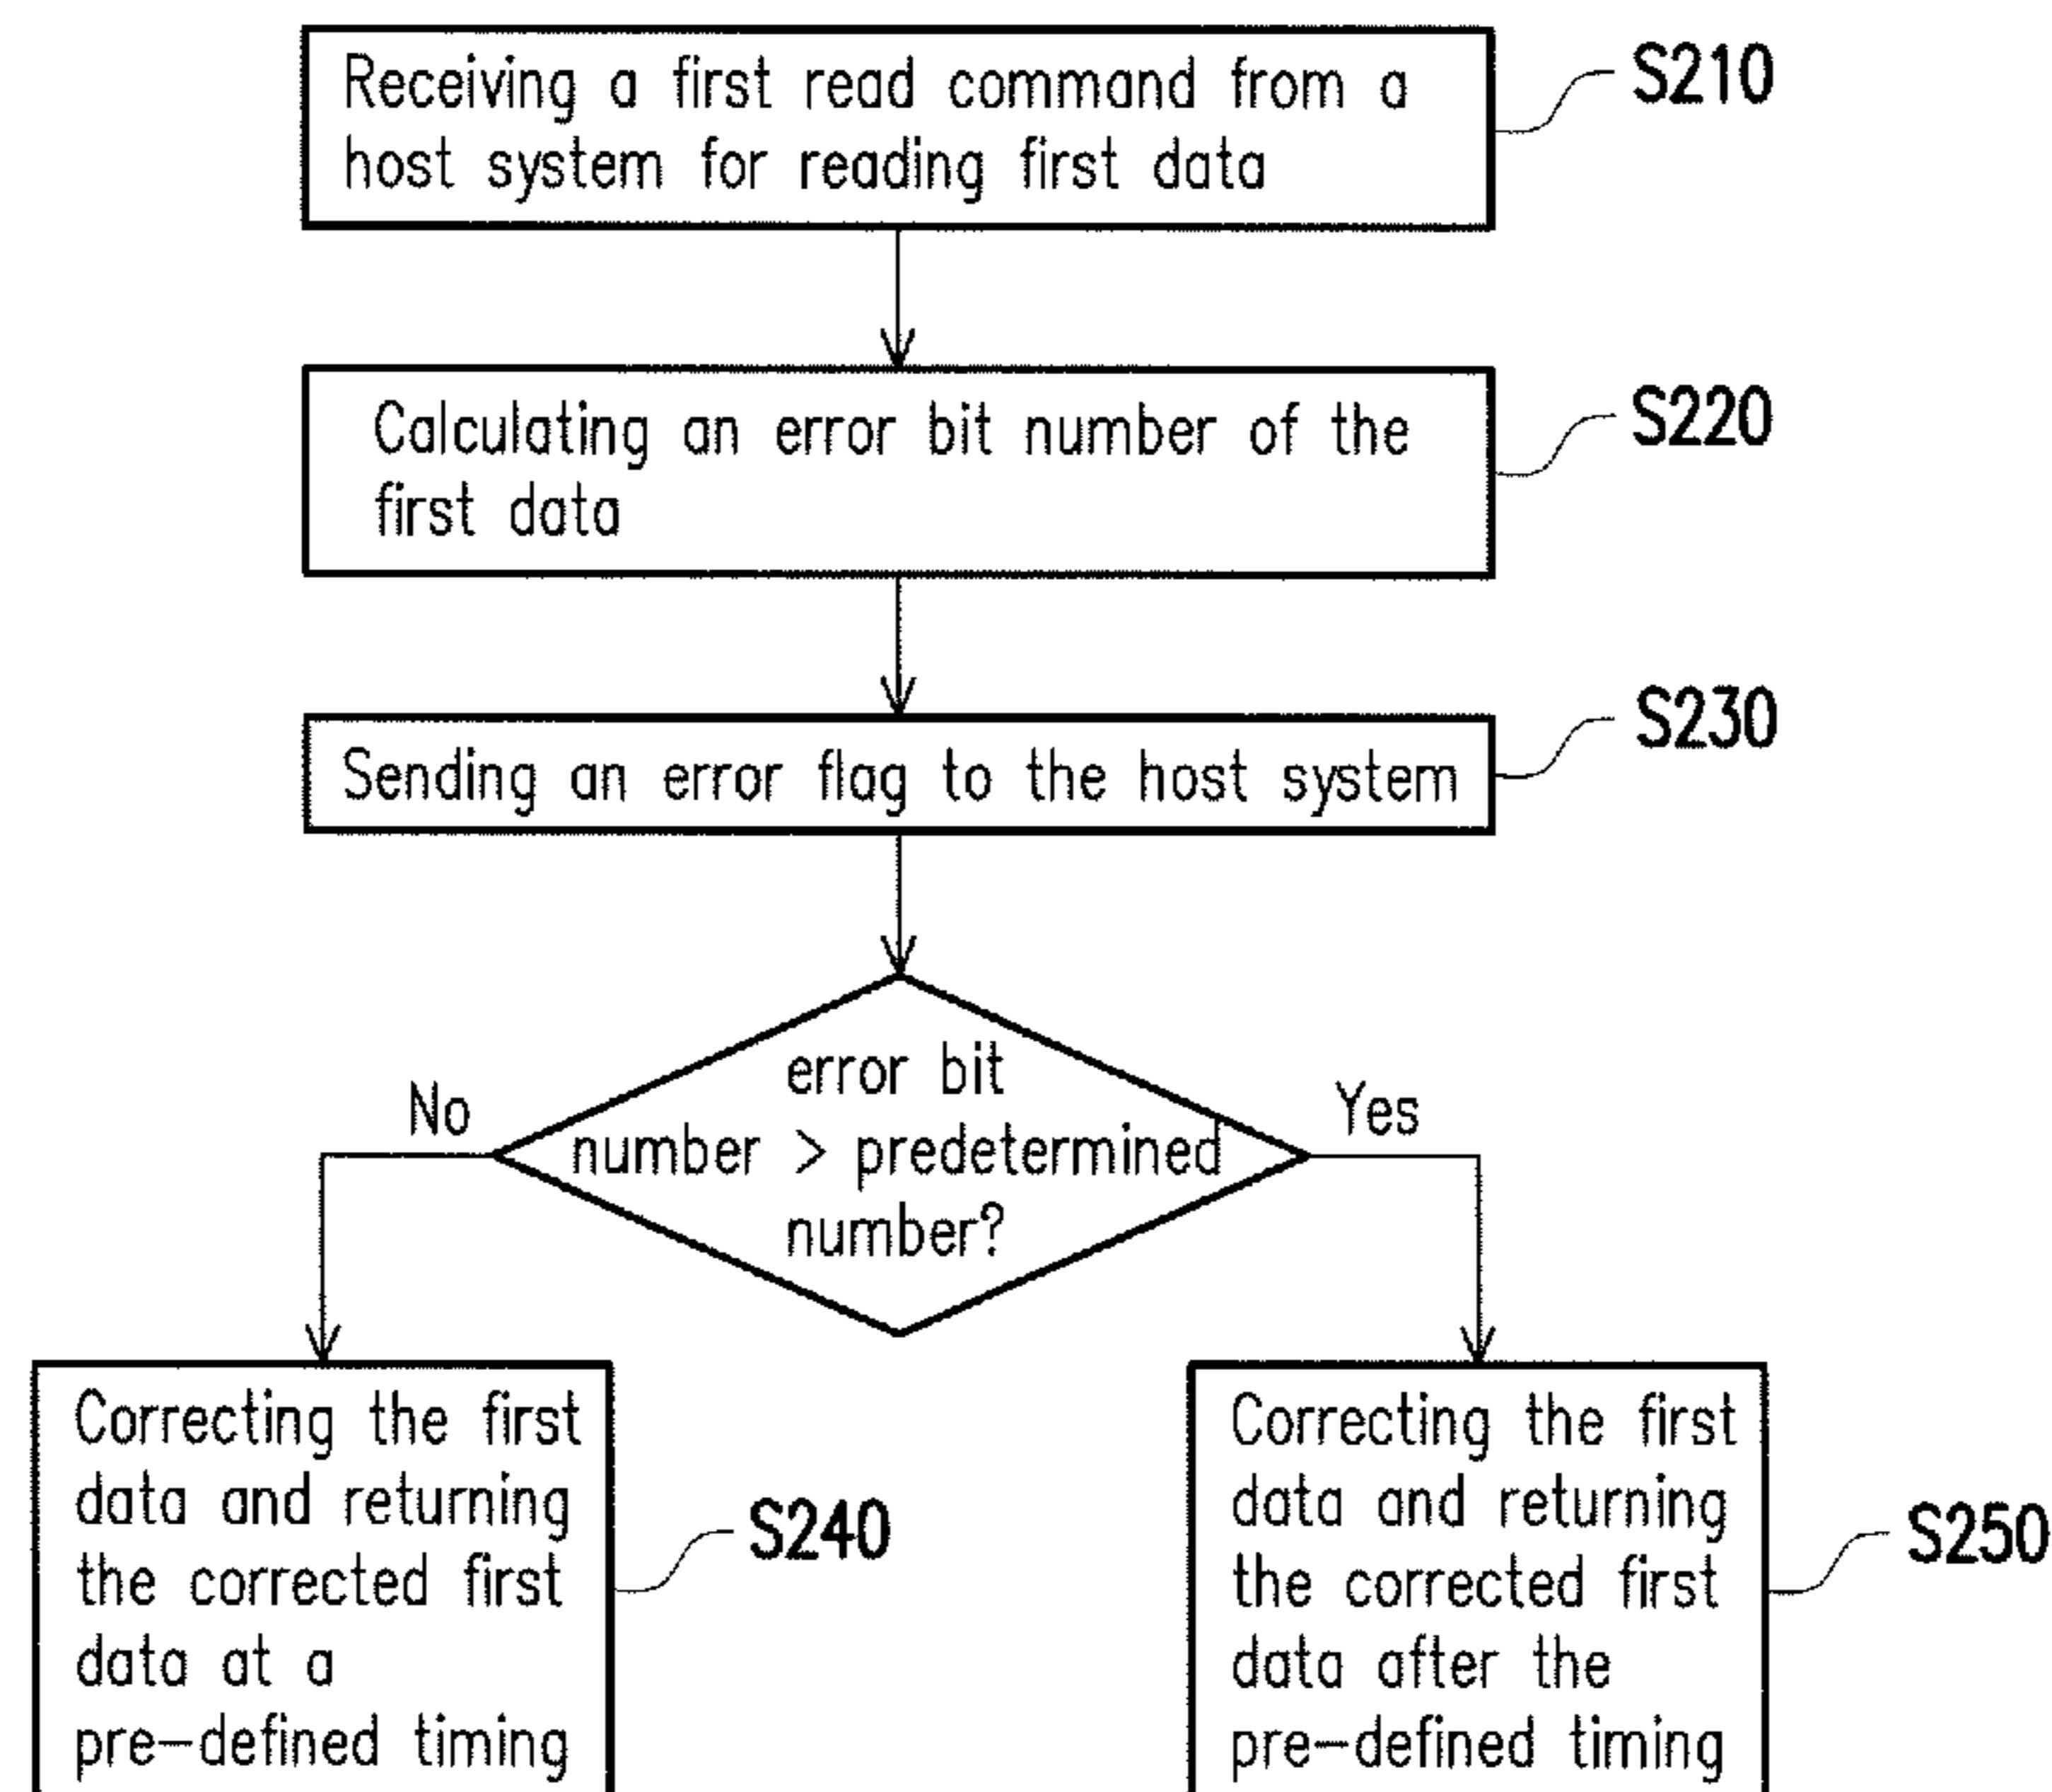 Receiving a first read command from a
host system for reading first data
S210
Calculating an error bit number of the
first data
S220
Sending an error flag to the host system
S230
error bit
number > predetermined
number?
No
Yes
Correcting the first
data and returning
the corrected first
data at a
pre-defined timing
S240
Correcting the first
data and returning
the corrected first
data after the
pre-defined timing
S250